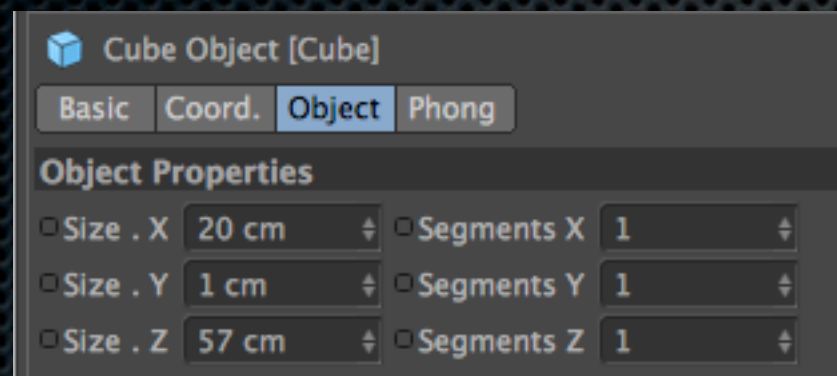 Cube Object [Cube]
Basic Coord. Object Phong
Object Properties
Size . X 20 cm Segments X 1
Size . Y 1 cm Segments Y 1
Size . Z 57 cm Segments Z 1